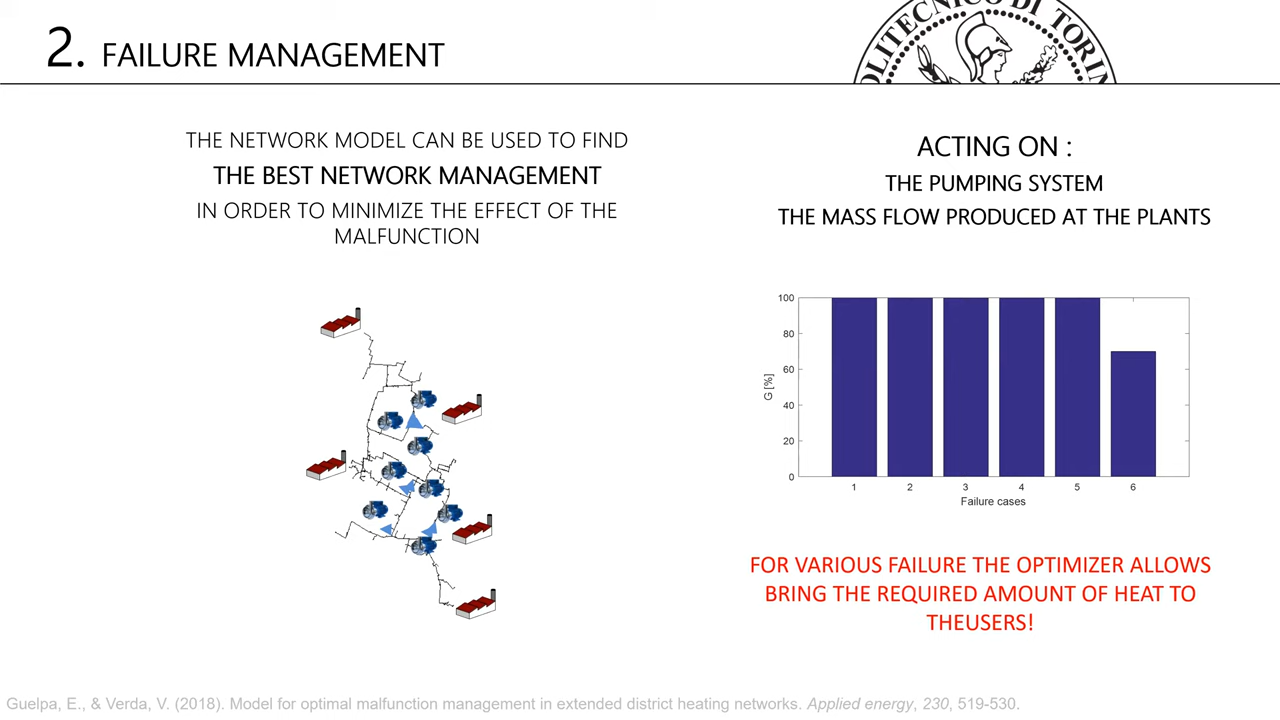 2. FAILURE MANAGEMENT
POLITECNICO DI TORINO
THE NETWORK MODEL CAN BE USED TO FIND
THE BEST NETWORK MANAGEMENT
IN ORDER TO MINIMIZE THE EFFECT OF THE
MALFUNCTION
ACTING ON :
THE PUMPING SYSTEM
THE MASS FLOW PRODUCED AT THE PLANTS
100
80
60
40
20
0
G [%]
1 2 3 4 5 6
Failure cases
FOR VARIOUS FAILURE THE OPTIMIZER ALLOWS
BRING THE REQUIRED AMOUNT OF HEAT TO
THEUSERS!
Guelpa, E., & Verda, V. (2018). Model for optimal malfunction management in extended district heating networks. Applied energy, 230, 519-530.